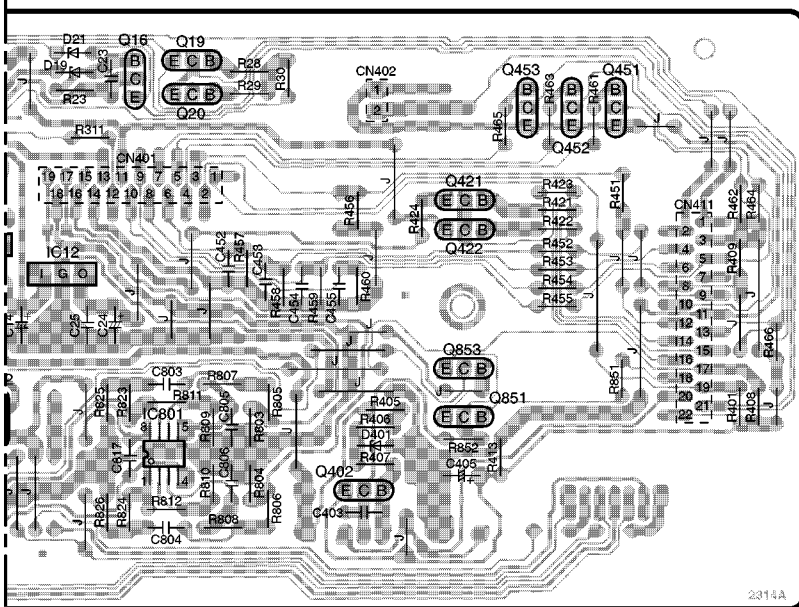 D21
Q16
Q19
E C B
R28
D19
C23
B C E
R29
R30
R23
E C B
Q20
CN402
1
2
Q453
R463
R461
Q451
B C E
B C E
B C E
R465
Q452
J
R311
CN401
19 17 15 13 11 9 7 5 3 1
18 16 14 12 10 8 6 4 2
R456
R424
Q421
E C B
E C B
Q422
R423
R421
R422
R452
R453
R454
R455
R451
CN411
R462
R464
2
3
4
5
6
7
8
9
10
11
12
13
14
15
16
17
18
19
20
21
22
R409
R466
IC12
I G O
C452
R457
C453
R458
C454
R459
C455
R460
C25
C24
Q853
E C B
R861
Q851
E C B
C803
R807
R811
R825
R823
IC801
8
5
1
4
R809
C805
R803
R805
R405
R406
D401
R407
R852
C405
R413
R401
R408
C817
R810
C806
R804
R806
Q402
E C B
C403
R812
R826
R824
R808
C804
2314A